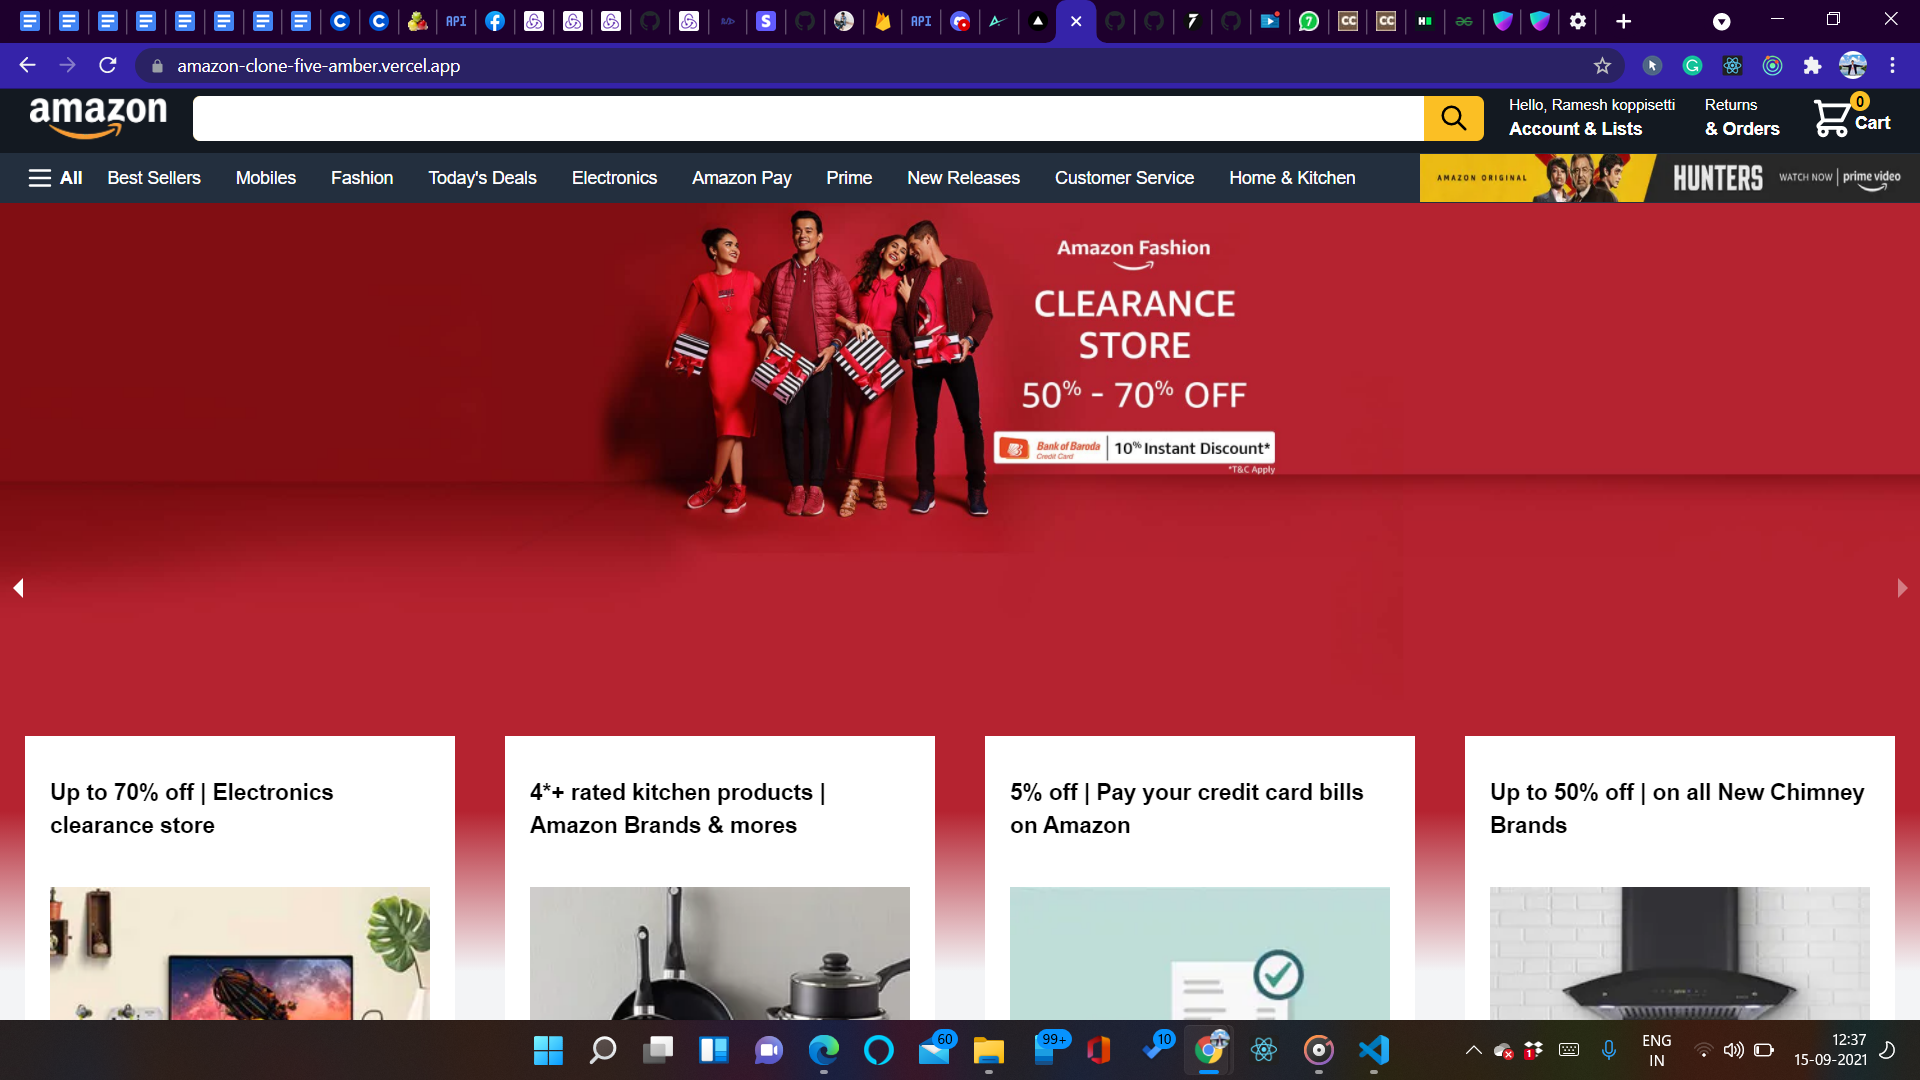 API
API
amazon-clone-five-amber.vercel.app
amazon
Hello, Ramesh koppisetti
Account & Lists
Returns
& Orders
0
Cart
All
Best Sellers
Mobiles
Fashion
Today's Deals
Electronics
Amazon Pay
Prime
New Releases
Customer Service
Home & Kitchen
AMAZON ORIGINAL
HUNTERS
WATCH NOW | prime video
Amazon Fashion
CLEARANCE
STORE
50% - 70% OFF
Bank of Baroda
Credit Card
10% Instant Discount*
*T&C Apply
Up to 70% off | Electronics
clearance store
4*+ rated kitchen products |
Amazon Brands & mores
5% off | Pay your credit card bills
on Amazon
Up to 50% off | on all New Chimney
Brands
60
99+
10
1
ENG
IN
12:37
15-09-2021